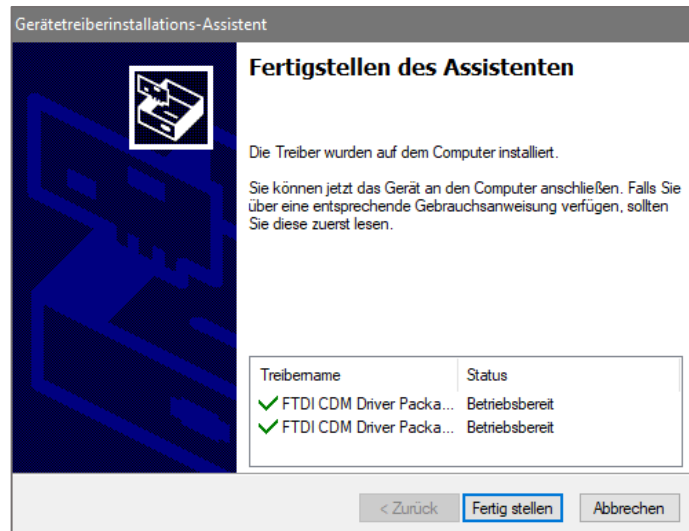 Gerätetreiberinstallations-Assistent
Fertigstellen des Assistenten
Die Treiber wurden auf dem Computer installiert.
Sie können jetzt das Gerät an den Computer anschließen. Falls Sie
über eine entsprechende Gebrauchsanweisung verfügen, sollten
Sie diese zuerst lesen.
Treibername Status
FTDI CDM Driver Packa... Betriebsbereit
FTDI CDM Driver Packa... Betriebsbereit
< Zurück Fertig stellen Abbrechen